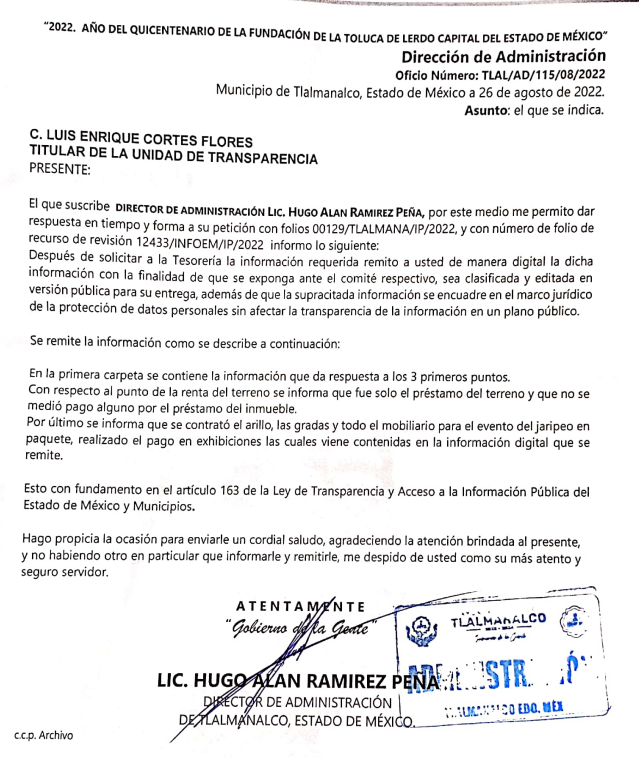 "2022. AÑO DEL QUICENTENARIO DE LA FUNDACIÓN DE LA TOLUCA DE LERDO CAPITAL DEL ESTADO DE MÉXICO"
Dirección de Administración
Oficio Número: TLAL/AD/115/08/2022
Municipio de Tlalmanalco, Estado de México a 26 de agosto de 2022.
Asunto: el que se indica.
C. LUIS ENRIQUE CORTES FLORES
TITULAR DE LA UNIDAD DE TRANSPARENCIA
PRESENTE:
El que suscribe DIRECTOR DE ADMINISTRACIÓN LIC. HUGO ALAN RAMIREZ PEÑA, por este medio me permito dar
respuesta en tiempo y forma a su petición con folios 00129/TLALMANA/IP/2022, y con número de folio de
recurso de revisión 12433/INFOEM/IP/2022 informo lo siguiente:
Después de solicitar a la Tesorería la información requerida remito a usted de manera digital la dicha
información con la finalidad de que se exponga ante el comité respectivo, sea clasificada y editada en
versión pública para su entrega, además de que la supracitada información se encuadre en el marco jurídico
de la protección de datos personales sin afectar la transparencia de la información en un plano público.
Se remite la información como se describe a continuación:
En la primera carpeta se contiene la información que da respuesta a los 3 primeros puntos.
Con respecto al punto de la renta del terreno se informa que fue solo el préstamo del terreno y que no se
medió pago alguno por el préstamo del inmueble.
Por último se informa que se contrató el arillo, las gradas y todo el mobiliario para el evento del jaripeo en
paquete, realizado el pago en exhibiciones las cuales viene contenidas en la información digital que se
remite.
Esto con fundamento en el artículo 163 de la Ley de Transparencia y Acceso a la Información Pública del
Estado de México y Municipios.
Hago propicia la ocasión para enviarle un cordial saludo, agradeciendo la atención brindada al presente,
y no habiendo otro en particular que informarle y remitirle, me despido de usted como su más atento y
seguro servidor.
ATENTAMENTE
"Gobierno de la Gente"
TLALMANALCO
LIC. HUGO ALAN RAMIREZ PEÑA
DIRECTOR DE ADMINISTRACIÓN
DE TLALMANALCO, ESTADO DE MÉXICO.
EDO. MÉX
c.c.p. Archivo